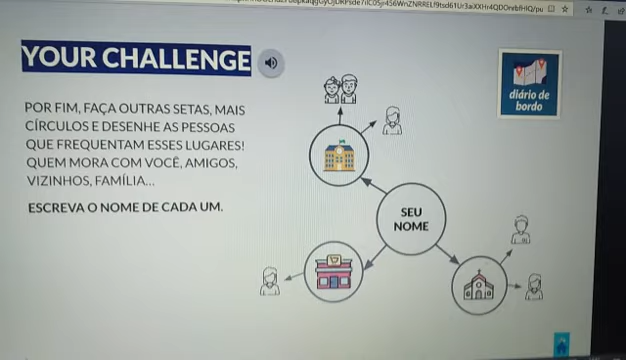 YOUR CHALLENGE
diário de
bordo
POR FIM, FAÇA OUTRAS SETAS, MAIS
CÍRCULOS E DESENHE AS PESSOAS
QUE FREQUENTAM ESSES LUGARES!
QUEM MORA COM VOCÊ, AMIGOS,
VIZINHOS, FAMÍLIA...
ESCREVA O NOME DE CADA UM.
SEU
NOME